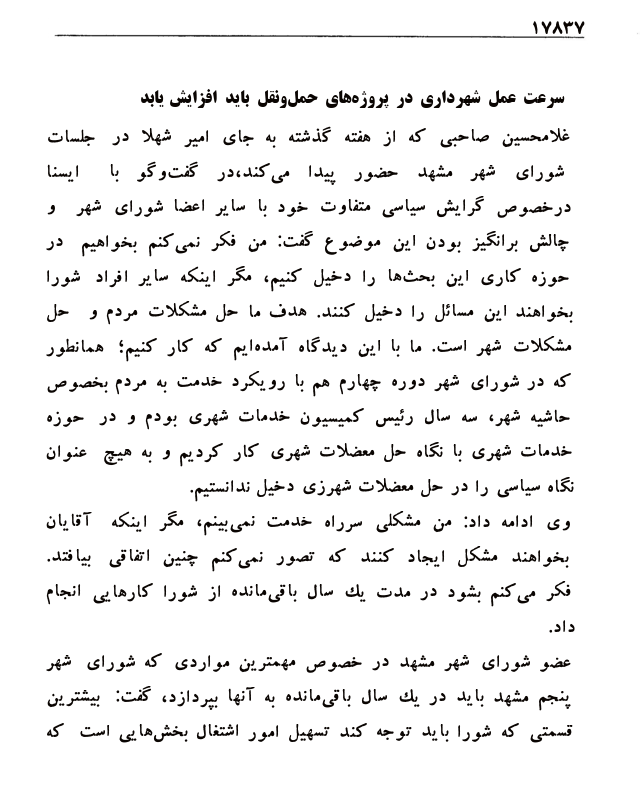 ۱۷۸۳۷
سرعت عمل شهرداری در پروژه‌های حمل‌ونقل باید افزایش یابد
غلامحسین صاحبی که از هفته گذشته به جای امیر شهلا در جلسات
شورای شهر مشهد حضور پیدا می‌کند،در گفت‌وگو با ایسنا
درخصوص گرایش سیاسی متفاوت خود با سایر اعضا شورای شهر و
چالش برانگیز بودن این موضوع گفت: من فکر نمی‌کنم بخواهیم در
حوزه کاری این بحث‌ها را دخیل کنیم، مگر اینکه سایر افراد شورا
بخواهند این مسائل را دخیل کنند. هدف ما حل مشکلات مردم و حل
مشکلات شهر است. ما با این دیدگاه آمده‌ایم که کار کنیم؛ همانطور
که در شورای شهر دوره چهارم هم با رویکرد خدمت به مردم بخصوص
حاشیه شهر، سه سال رئیس کمیسیون خدمات شهری بودم و در حوزه
خدمات شهری با نگاه حل معضلات شهری کار کردیم و به هیچ عنوان
نگاه سیاسی را در حل معضلات شهرزی دخیل ندانستیم.
وی ادامه داد: من مشکلی سرراه خدمت نمی‌بینم، مگر اینکه آقایان
بخواهند مشکل ایجاد کنند که تصور نمی‌کنم چنین اتفاقی بیافتد.
فکر می‌کنم بشود در مدت یك سال باقی‌مانده از شورا کارهایی انجام
داد.
عضو شورای شهر مشهد در خصوص مهمترین مواردی که شورای شهر
پنجم مشهد باید در یك سال باقی‌مانده به آنها بپردازد، گفت: بیشترین
قسمتی که شورا باید توجه کند تسهیل امور اشتغال بخش‌هایی است که